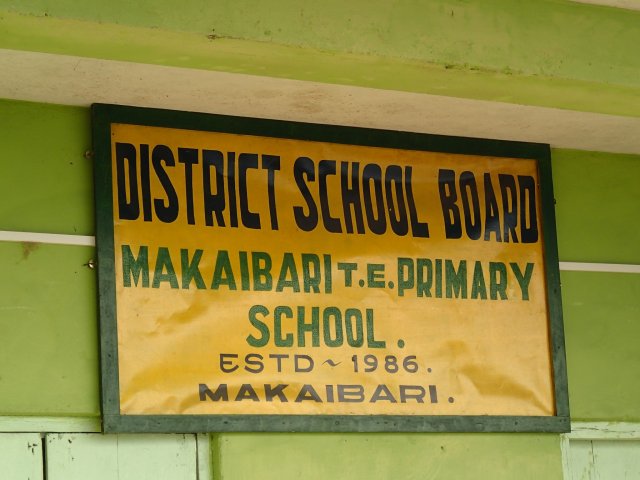 DISTRICT SCHOOL BOARD
MAKAIBARI T.E. PRIMARY
SCHOOL.
ESTD ~ 1986.
MAKAIBARI.